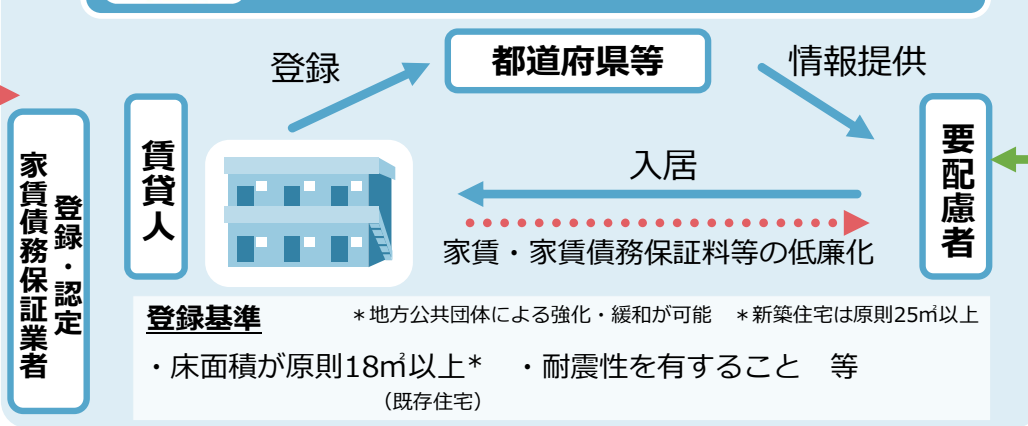 登録
都道府県等
情報提供
賃貸人
入居
要配慮者
家賃・家賃債務保証料等の低廉化
登録・認定
家賃債務保証業者
登録基準
＊地方公共団体による強化・緩和が可能　＊新築住宅は原則25㎡以上
・床面積が原則18㎡以上*　・耐震性を有すること　等
（既存住宅）